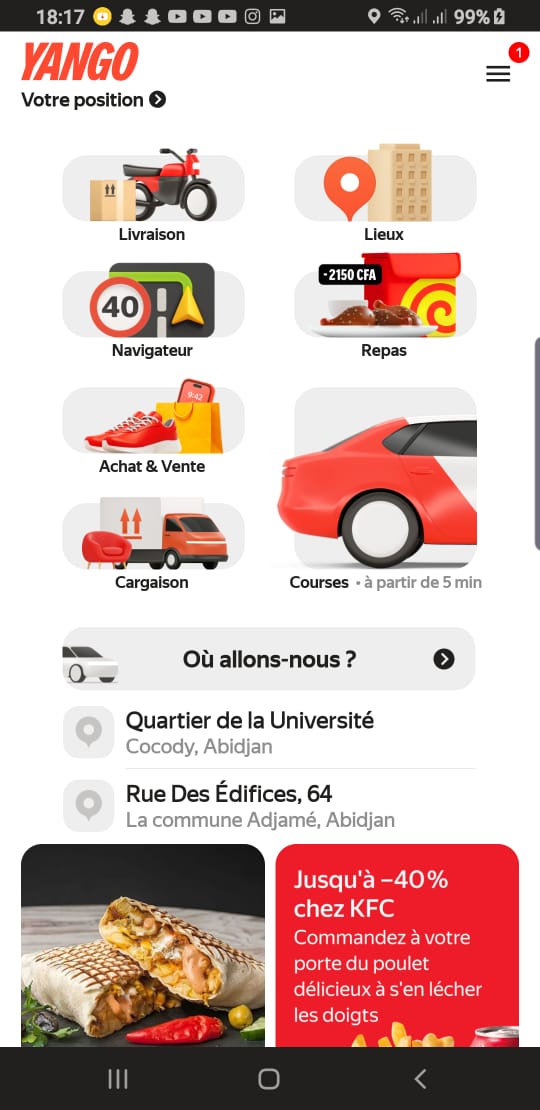 18:17
99%
YANGO
1
Votre position
Livraison
Lieux
40
-2150 CFA
Navigateur
Repas
9:42
Achat & Vente
Cargaison
Courses • à partir de 5 min
Où allons-nous ?
Quartier de la Université
Cocody, Abidjan
Rue Des Édifices, 64
La commune Adjamé, Abidjan
Jusqu'à –40%
chez KFC
Commandez à votre
porte du poulet
délicieux à s'en lécher
les doigts